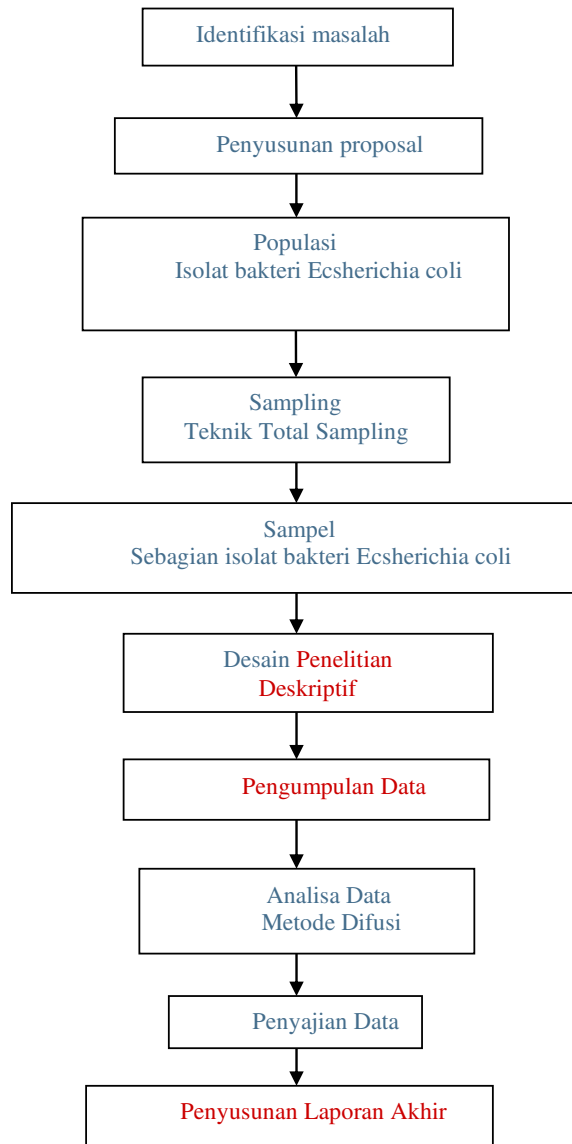 Identifikasi masalah
Penyusunan proposal
Populasi
Isolat bakteri Ecsherichia coli
Sampling
Teknik Total Sampling
Sampel
Sebagian isolat bakteri Ecsherichia coli
Desain Penelitian
Deskriptif
Pengumpulan Data
Analisa Data
Metode Difusi
Penyajian Data
Penyusunan Laporan Akhir